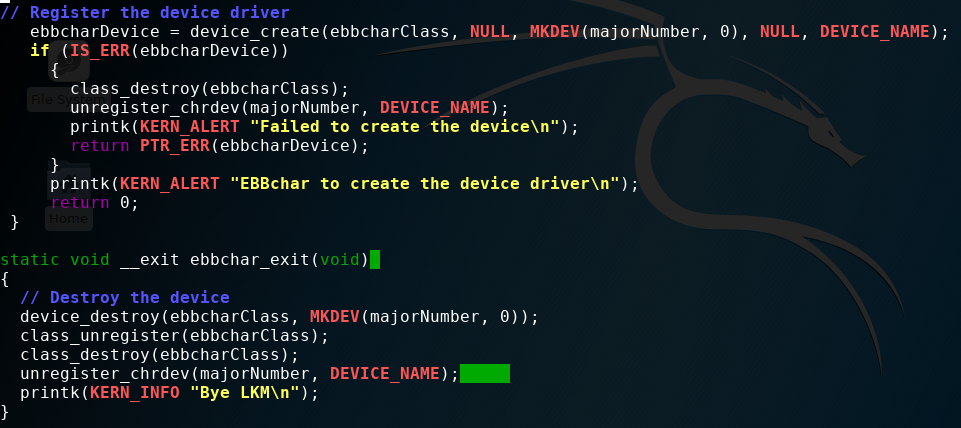 // Register the device driver
   ebbcharDevice = device_create(ebbcharClass, NULL, MKDEV(majorNumber, 0), NULL, DEVICE_NAME);
   if (IS_ERR(ebbcharDevice))
     {
File System
       class_destroy(ebbcharClass);
       unregister_chrdev(majorNumber, DEVICE_NAME);
       printk(KERN_ALERT "Failed to create the device\n");
       return PTR_ERR(ebbcharDevice);
     }
     printk(KERN_ALERT "EBBchar to create the device driver\n");
     return 0;
Home
 }

static void __exit ebbchar_exit(void)
{
  // Destroy the device
  device_destroy(ebbcharClass, MKDEV(majorNumber, 0));
  class_unregister(ebbcharClass);
  class_destroy(ebbcharClass);
  unregister_chrdev(majorNumber, DEVICE_NAME);
  printk(KERN_INFO "Bye LKM\n");
}